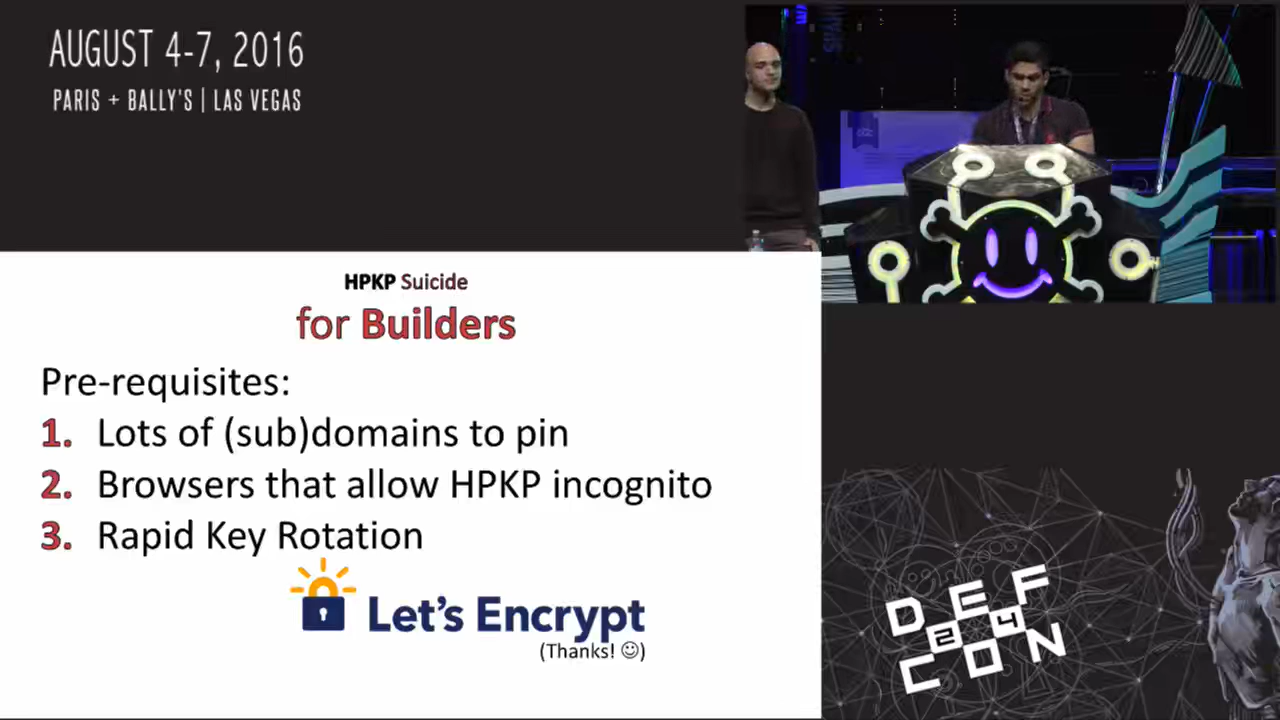 AUGUST 4-7, 2016
PARIS + BALLY'S | LAS VEGAS
HPKP Suicide
for Builders
Pre-requisites:
1. Lots of (sub)domains to pin
2. Browsers that allow HPKP incognito
3. Rapid Key Rotation
Let's Encrypt
(Thanks! ☺)
DEF
24
CON